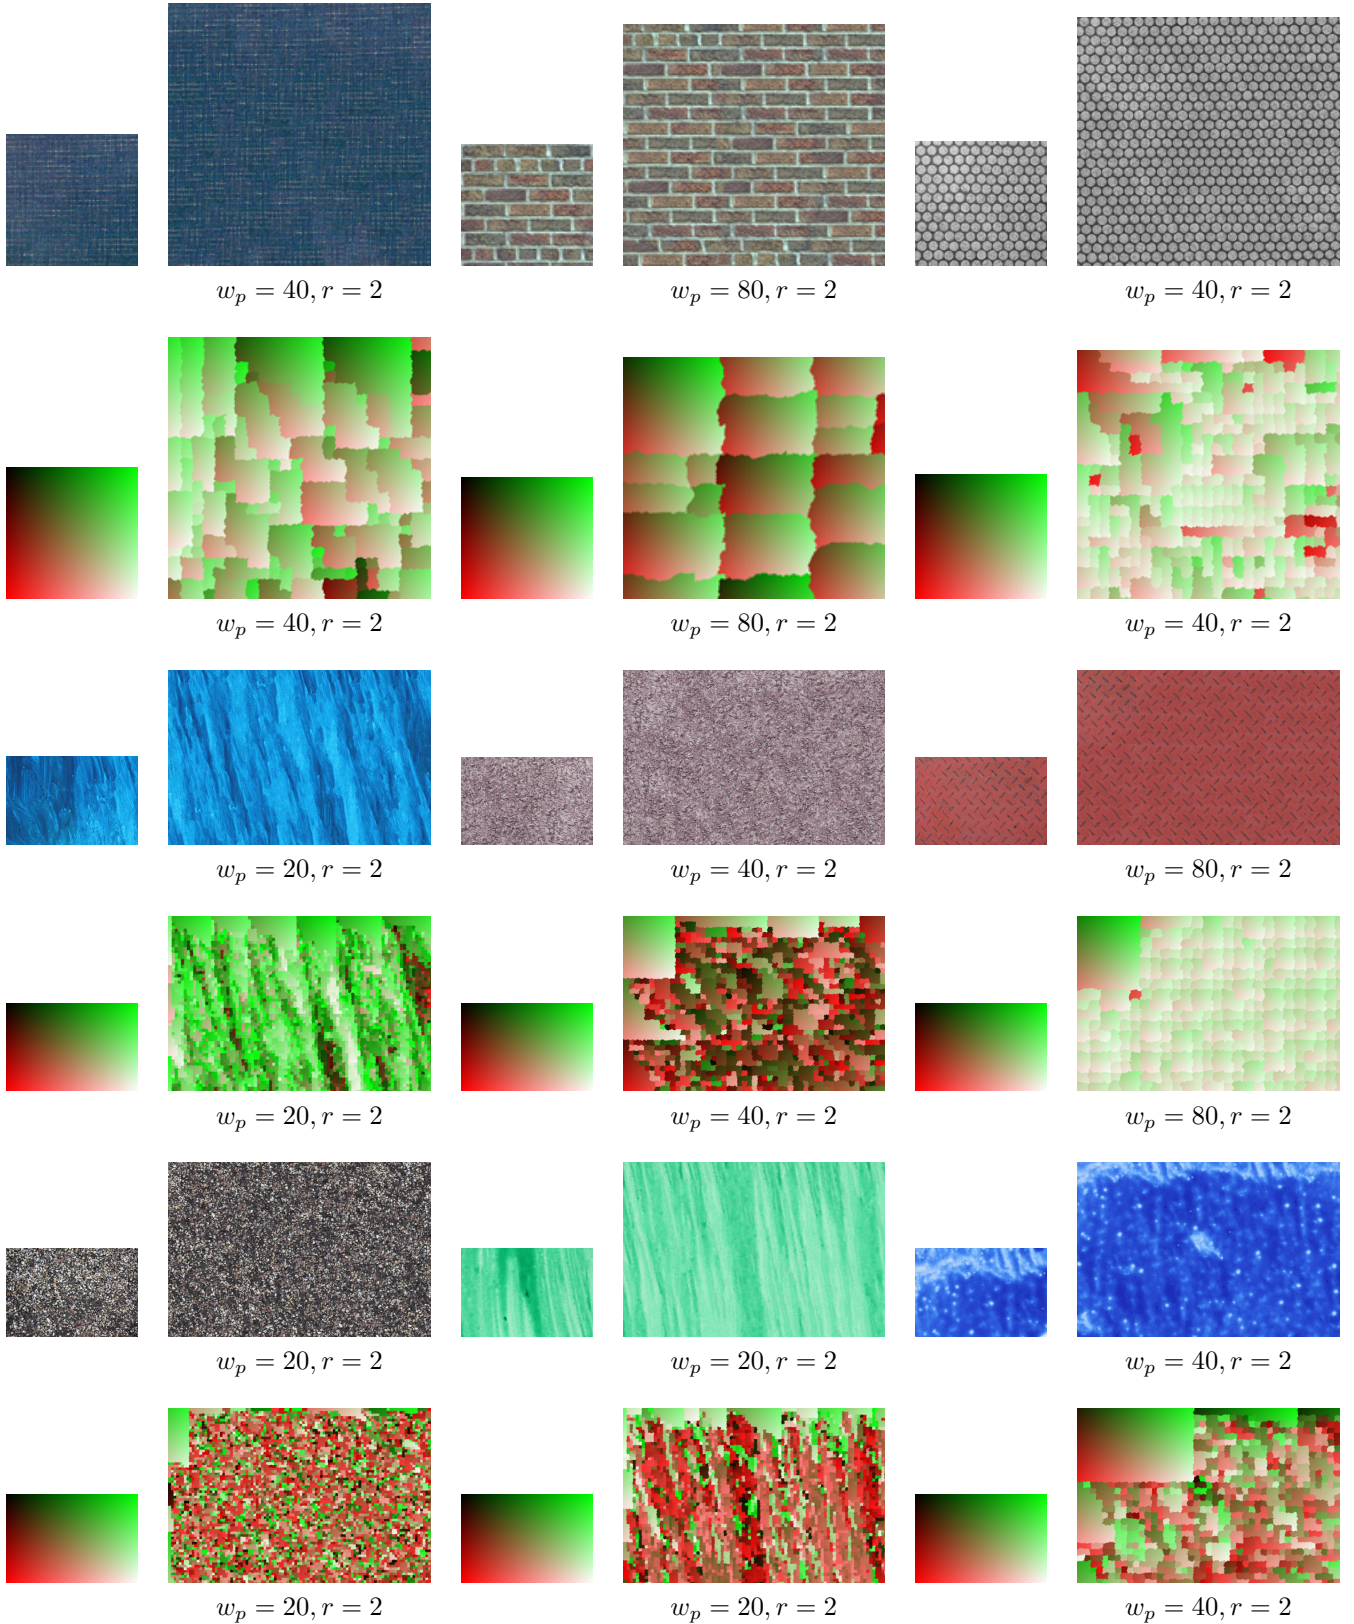 w_p = 40, r = 2 w_p = 80, r = 2 w_p = 40, r = 2
w_p = 40, r = 2 w_p = 80, r = 2 w_p = 40, r = 2
w_p = 20, r = 2 w_p = 40, r = 2 w_p = 80, r = 2
w_p = 20, r = 2 w_p = 40, r = 2 w_p = 80, r = 2
w_p = 20, r = 2 w_p = 20, r = 2 w_p = 40, r = 2
w_p = 20, r = 2 w_p = 20, r = 2 w_p = 40, r = 2